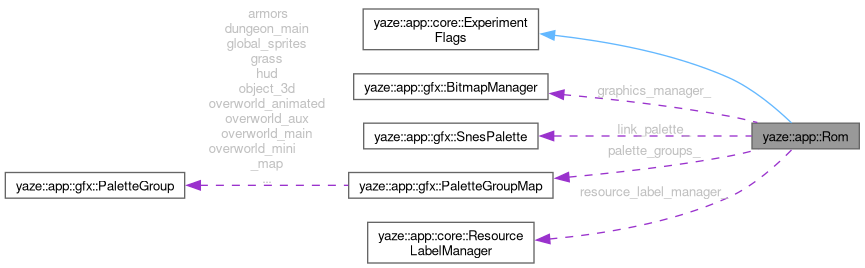 armors
dungeon_main
global_sprites
grass
hud
object_3d
overworld_animated
overworld_aux
overworld_main
overworld_mini
_map
...
yaze::app::gfx::PaletteGroup
yaze::app::core::Experiment
Flags
yaze::app::gfx::BitmapManager
yaze::app::gfx::SnesPalette
yaze::app::gfx::PaletteGroupMap
yaze::app::core::Resource
LabelManager
graphics_manager_
link_palette_
palette_groups_
resource_label_manager_
yaze::app::Rom